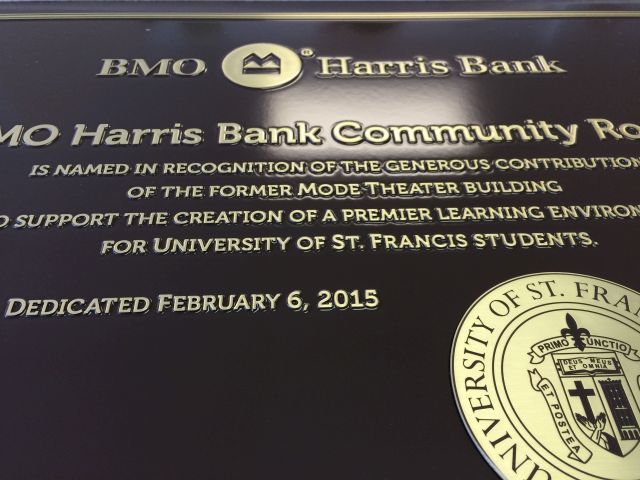 BMO ® Harris Bank
MO Harris Bank Community Ro
IS NAMED IN RECOGNITION OF THE GENEROUS CONTRIBUTION
OF THE FORMER MODE THEATER BUILDING
O SUPPORT THE CREATION OF A PREMIER LEARNING ENVIRON
FOR UNIVERSITY OF ST. FRANCIS STUDENTS.
DEDICATED FEBRUARY 6, 2015
UNIVERSITY OF ST. FRAN
PRIMO UNCTIO
DEUS MEUS
ET OMNIA
ET POSTEA